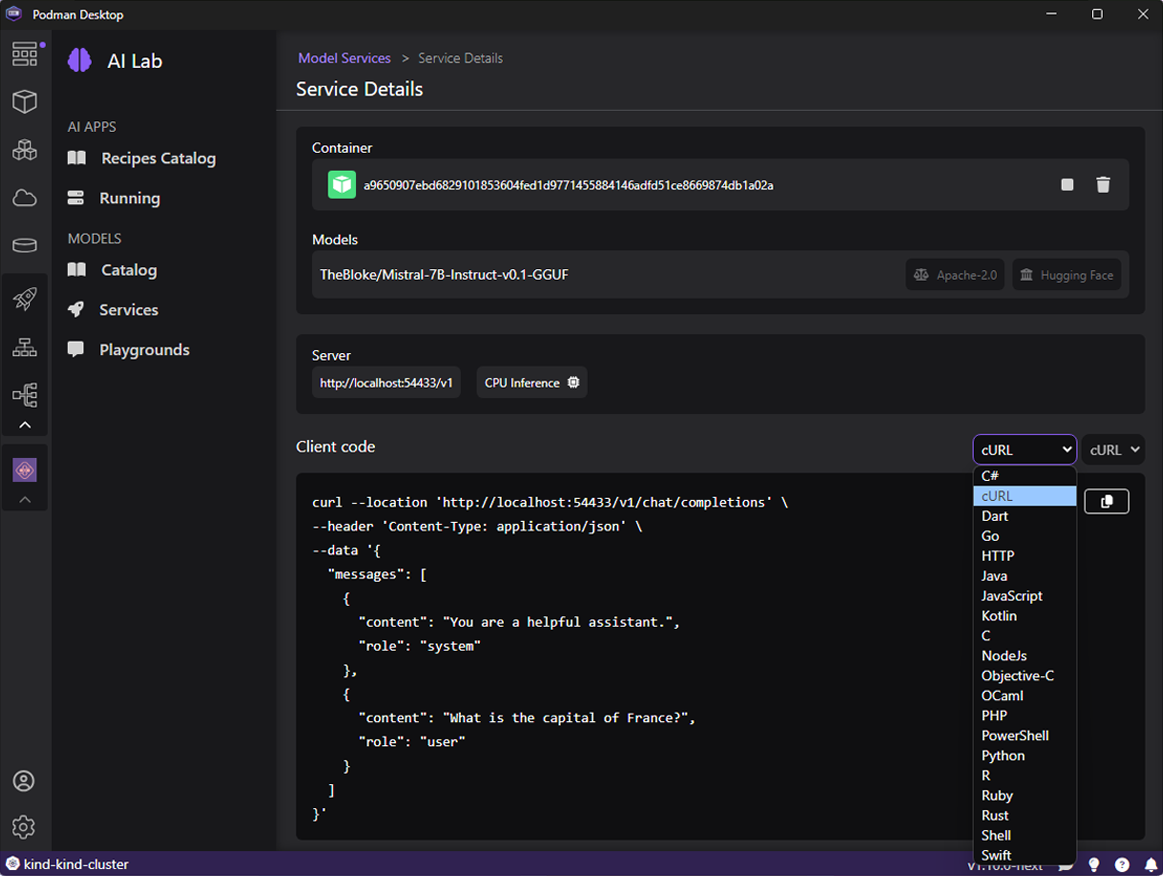 Podman Desktop
AI Lab
AI APPS
Recipes Catalog
Running
MODELS
Catalog
Services
Playgrounds
Model Services > Service Details
Service Details
Container
a9650907ebd6829101853604fed1d9771455884146adfd51ce8669874db1a02a
Models
TheBloke/Mistral-7B-Instruct-v0.1-GGUF
Apache-2.0
Hugging Face
Server
http://localhost:54433/v1
CPU Inference
Client code
cURL
cURL
curl --location 'http://localhost:54433/v1/chat/completions' \
--header 'Content-Type: application/json' \
--data '{
"messages": [
{
"content": "You are a helpful assistant.",
"role": "system"
},
{
"content": "What is the capital of France?",
"role": "user"
}
]
}'
C#
cURL
Dart
Go
HTTP
Java
JavaScript
Kotlin
C
NodeJs
Objective-C
OCaml
PHP
PowerShell
Python
R
Ruby
Rust
Shell
Swift
kind-kind-cluster